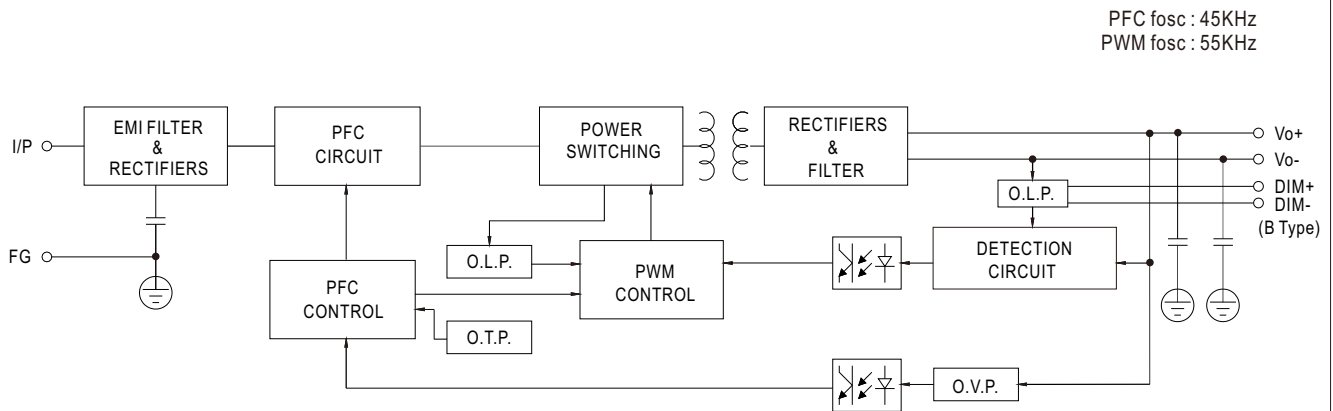 PFC fosc : 45KHz
PWM fosc : 55KHz
I/P
EMI FILTER
&
RECTIFIERS
PFC
CIRCUIT
POWER
SWITCHING
RECTIFIERS
&
FILTER
Vo+
Vo-
DIM+
DIM-
(B Type)
O.L.P.
FG
O.L.P.
PFC
CONTROL
PWM
CONTROL
DETECTION
CIRCUIT
O.T.P.
O.V.P.